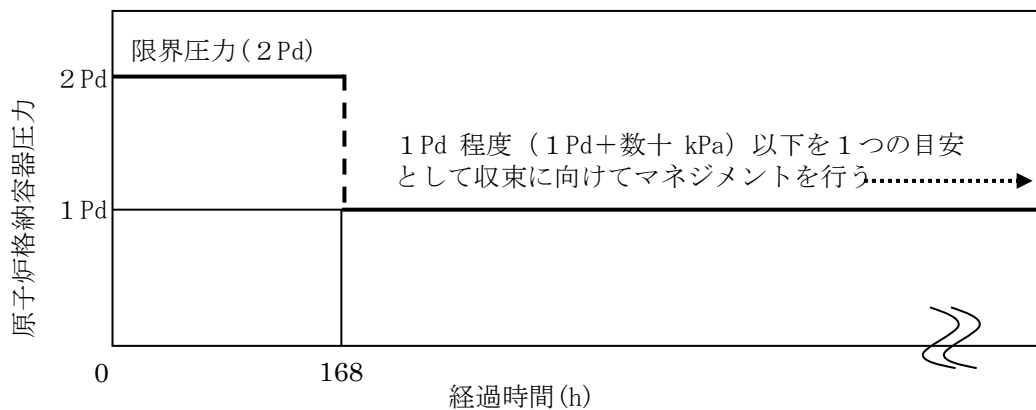 限界圧力(2Pd)
2Pd
1Pd 程度(1Pd+数十 kPa)以下を1つの目安
として収束に向けてマネジメントを行う
1Pd
原子炉格納容器圧力
0
168
経過時間(h)